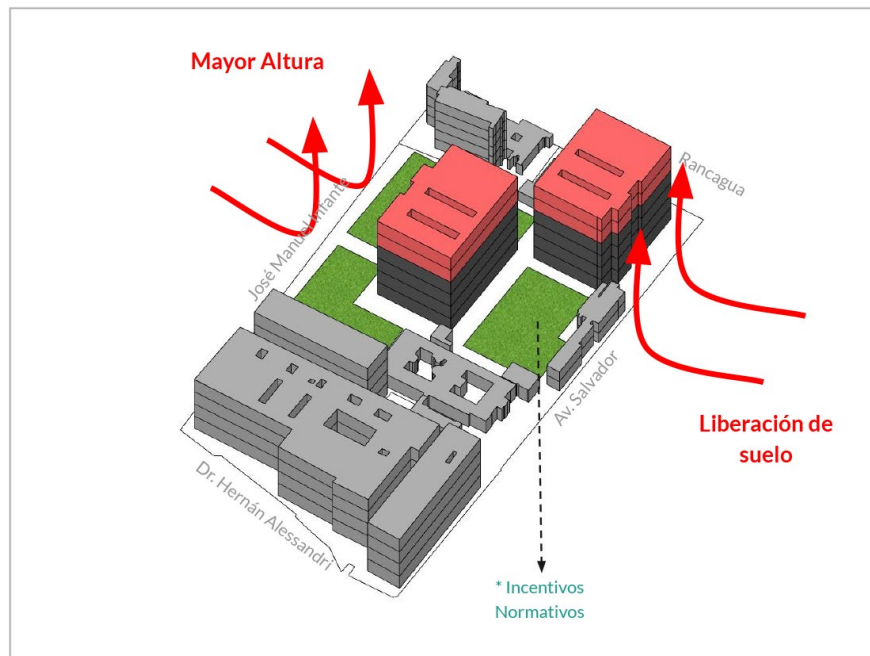 Mayor Altura
Rancagua
José Manuel Infante
Av. Salvador
Liberación de
suelo
Dr. Hernán Alessandri
* Incentivos
Normativos